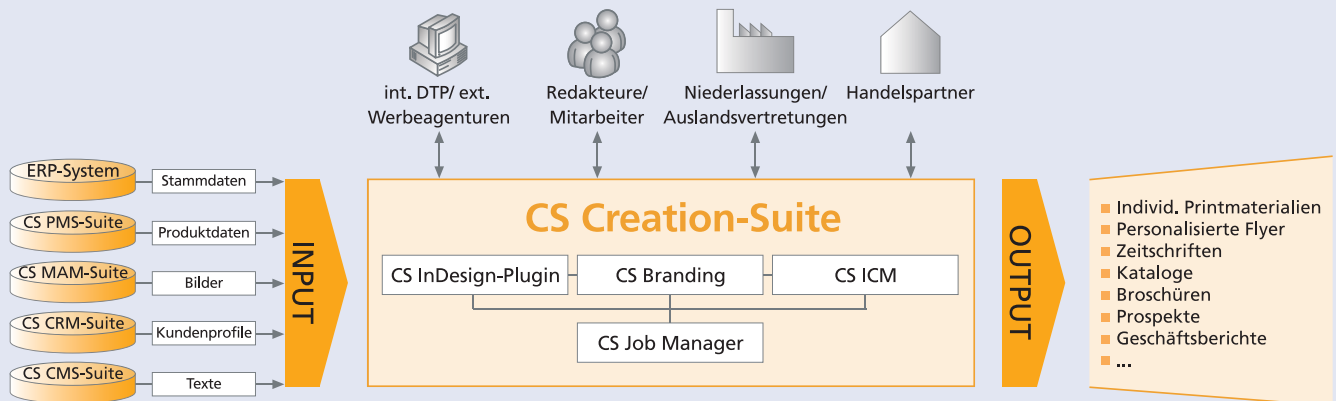 int. DTP/ ext.
Werbeagenturen
Redakteure/
Mitarbeiter
Niederlassungen/
Auslandsvertretungen
Handelspartner
ERP-System
Stammdaten
CS PMS-Suite
Produktdaten
CS MAM-Suite
Bilder
CS CRM-Suite
Kundenprofile
CS CMS-Suite
Texte
INPUT
CS Creation-Suite
CS InDesign-Plugin
CS Branding
CS ICM
CS Job Manager
OUTPUT
Individ. Printmaterialien
Personalisierte Flyer
Zeitschriften
Kataloge
Broschüren
Prospekte
Geschäftsberichte
...